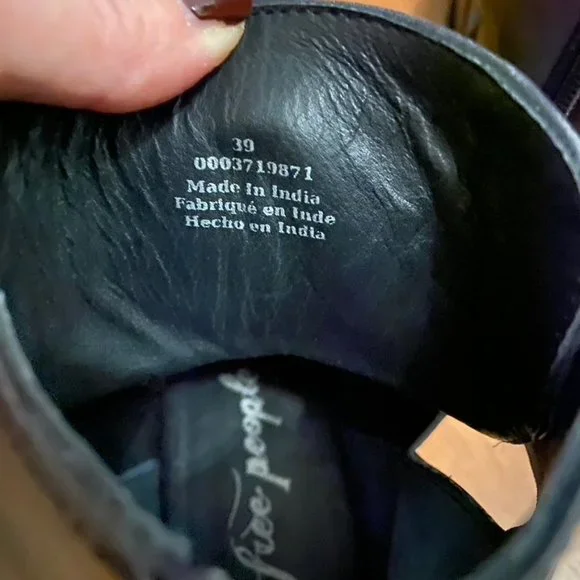 39
0003719871
Made in India
Fabriqué en Inde
Hecho en India
free people